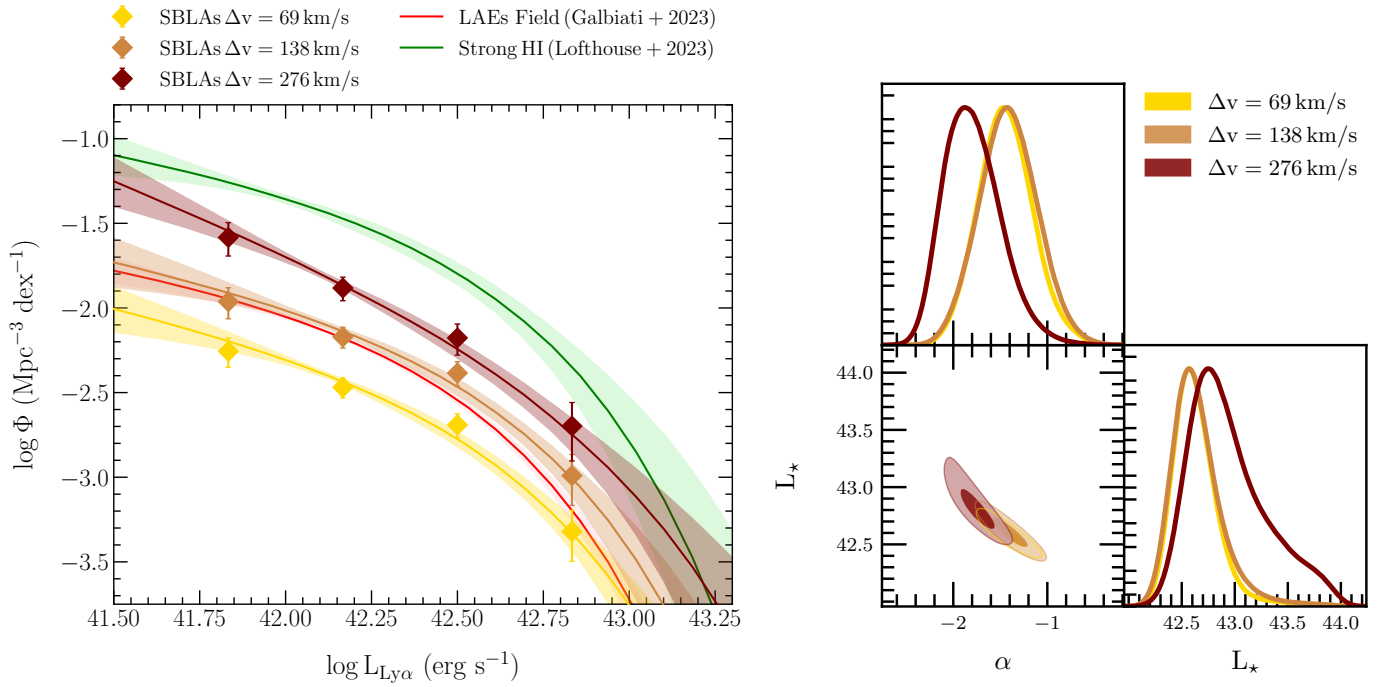 SBLAs Δv = 69 km/s
SBLAs Δv = 138 km/s
SBLAs Δv = 276 km/s
LAEs Field (Galbiati + 2023)
Strong HI (Lofthouse + 2023)
log Φ (Mpc⁻³ dex⁻¹)
−1.0
−1.5
−2.0
−2.5
−3.0
−3.5
41.50 41.75 42.00 42.25 42.50 42.75 43.00 43.25
log L_Lyα (erg s⁻¹)
Δv = 69 km/s
Δv = 138 km/s
Δv = 276 km/s
L⋆
44.0
43.5
43.0
42.5
−2 −1
α
42.5 43.0 43.5 44.0
L⋆